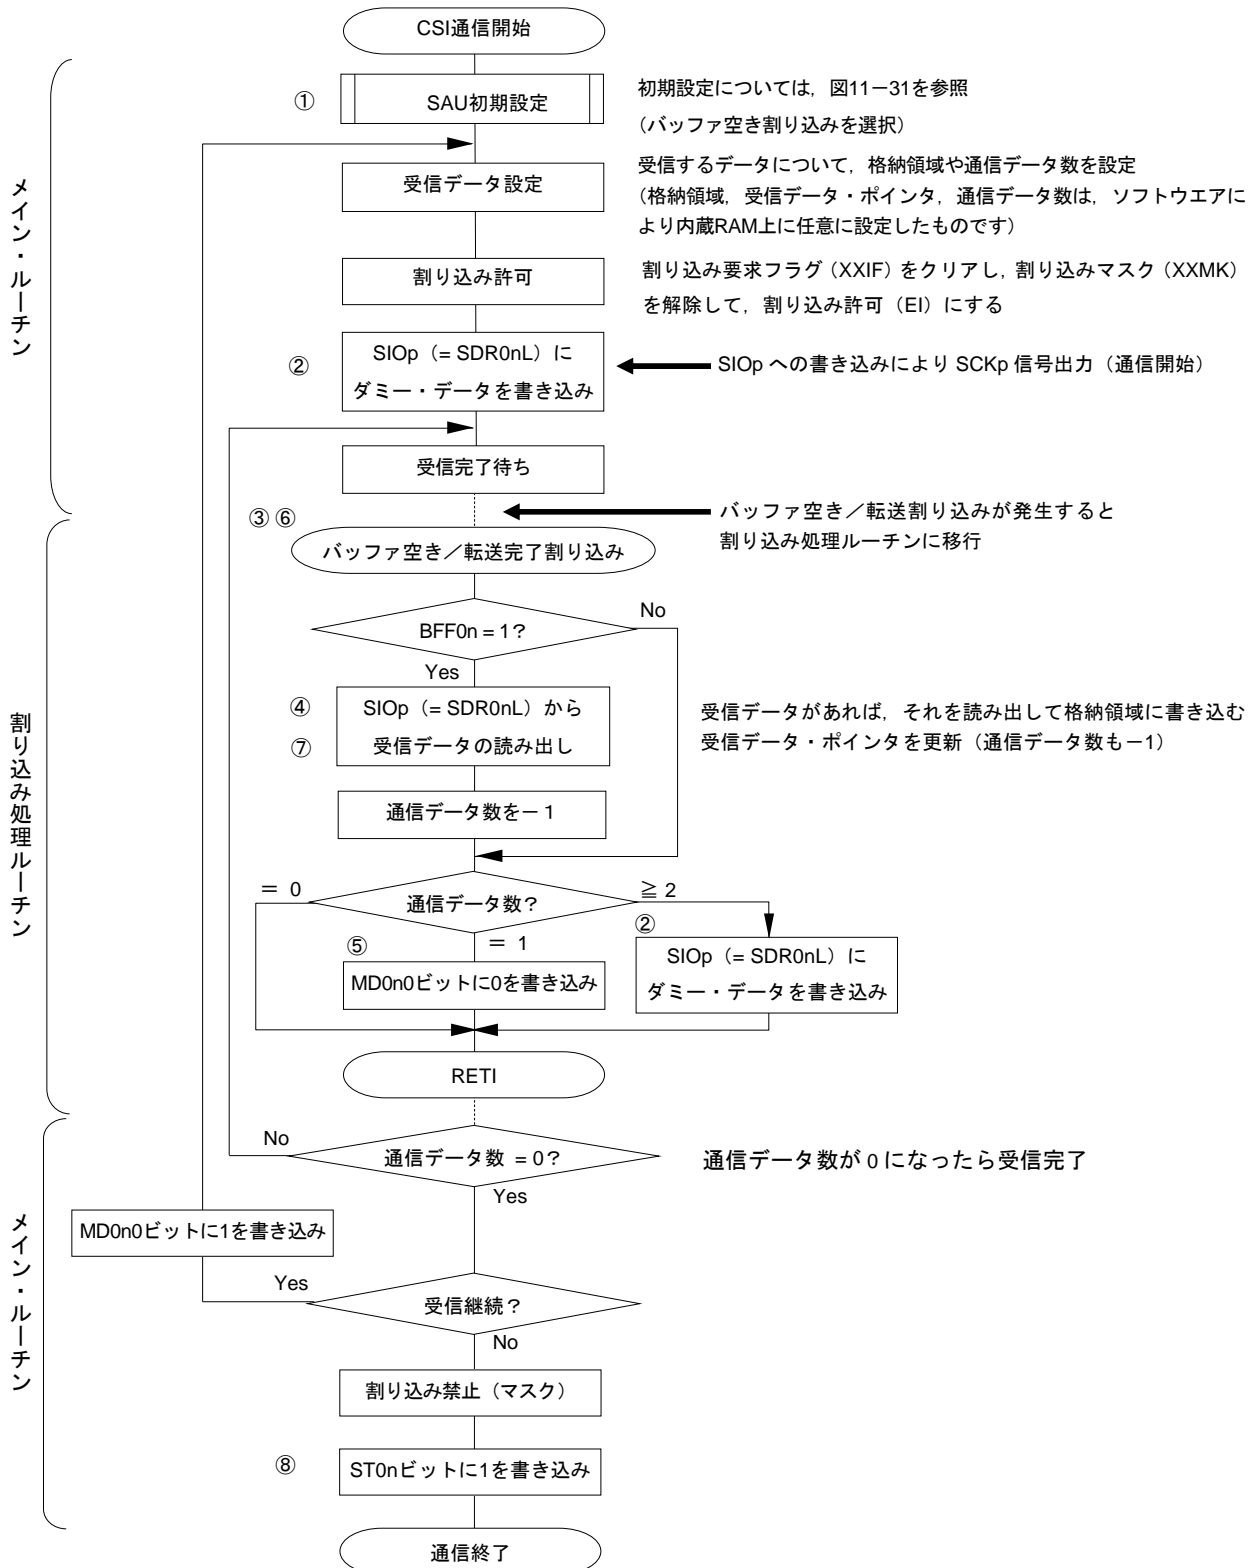 CSI通信開始
メイン・ルーチン
①
SAU初期設定
初期設定については，図11－31を参照
（バッファ空き割り込みを選択）
受信データ設定
受信するデータについて，格納領域や通信データ数を設定
（格納領域，受信データ・ポインタ，通信データ数は，ソフトウエアに
より内蔵RAM上に任意に設定したものです）
割り込み許可
割り込み要求フラグ（XXIF）をクリアし，割り込みマスク（XXMK）
を解除して，割り込み許可（EI）にする
②
SIOp（= SDR0nL）に
ダミー・データを書き込み
SIOp への書き込みにより SCKp 信号出力（通信開始）
受信完了待ち
割り込み処理ルーチン
③ ⑥
バッファ空き／転送割り込みが発生すると
割り込み処理ルーチンに移行
バッファ空き／転送完了割り込み
BFF0n = 1？
No
Yes
④
⑦
SIOp（= SDR0nL）から
受信データの読み出し
受信データがあれば，それを読み出して格納領域に書き込む
受信データ・ポインタを更新（通信データ数も－1）
通信データ数を－1
通信データ数？
＝ 0
≧ 2
＝ 1
⑤
MD0n0ビットに0を書き込み
②
SIOp（= SDR0nL）に
ダミー・データを書き込み
RETI
メイン・ルーチン
通信データ数 = 0？
No
Yes
通信データ数が 0 になったら受信完了
MD0n0ビットに1を書き込み
受信継続？
Yes
No
割り込み禁止（マスク）
⑧
ST0nビットに1を書き込み
通信終了